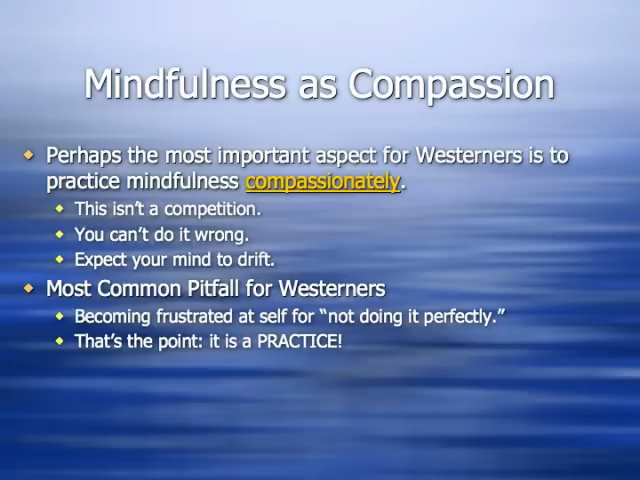 Mindfulness as Compassion
Perhaps the most important aspect for Westerners is to
practice mindfulness compassionately.
This isn't a competition.
You can't do it wrong.
Expect your mind to drift.
Most Common Pitfall for Westerners
Becoming frustrated at self for “not doing it perfectly.”
That's the point: it is a PRACTICE!